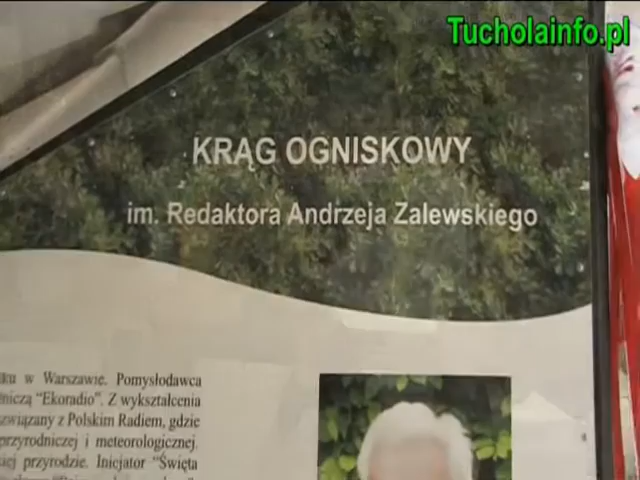 Tucholainfo.pl
KRĄG OGNISKOWY
im. Redaktora Andrzeja Zalewskiego
w Warszawie. Pomysłodawca
"Ekoradio". Z wykształcenia
z Polskim Radiem, gdzie
przyrodniczej i meteorologicznej.
przyrodzie. Inicjator "Święta